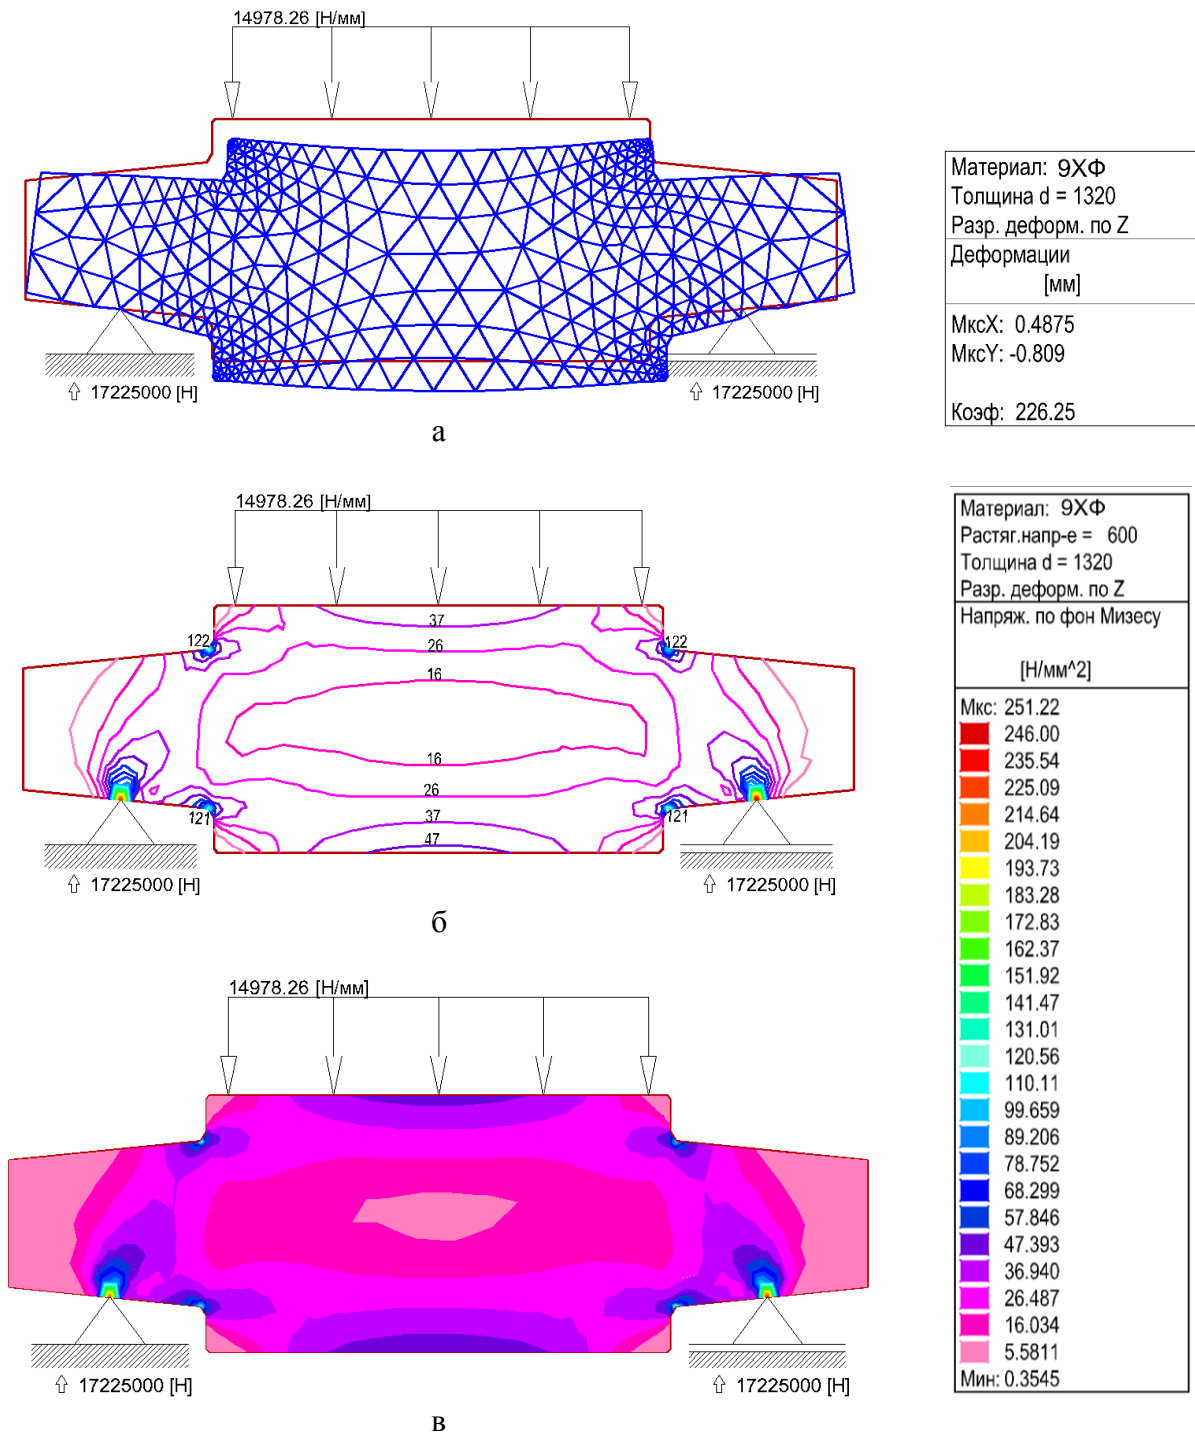 14978.26 [Н/мм]
17225000 [Н]
17225000 [Н]
Материал: 9ХФ
Толщина d = 1320
Разр. деформ. по Z
Деформации
[мм]
МксX: 0.4875
МксY: -0.809
Коэф: 226.25
а
14978.26 [Н/мм]
37
122
122
26
16
16
26
121
121
37
47
17225000 [Н]
17225000 [Н]
б
14978.26 [Н/мм]
17225000 [Н]
17225000 [Н]
в
Материал: 9ХФ
Растяг.напр-е = 600
Толщина d = 1320
Разр. деформ. по Z
Напряж. по фон Мизесу
[Н/мм^2]
Мкс: 251.22
246.00
235.54
225.09
214.64
204.19
193.73
183.28
172.83
162.37
151.92
141.47
131.01
120.56
110.11
99.659
89.206
78.752
68.299
57.846
47.393
36.940
26.487
16.034
5.5811
Мин: 0.3545